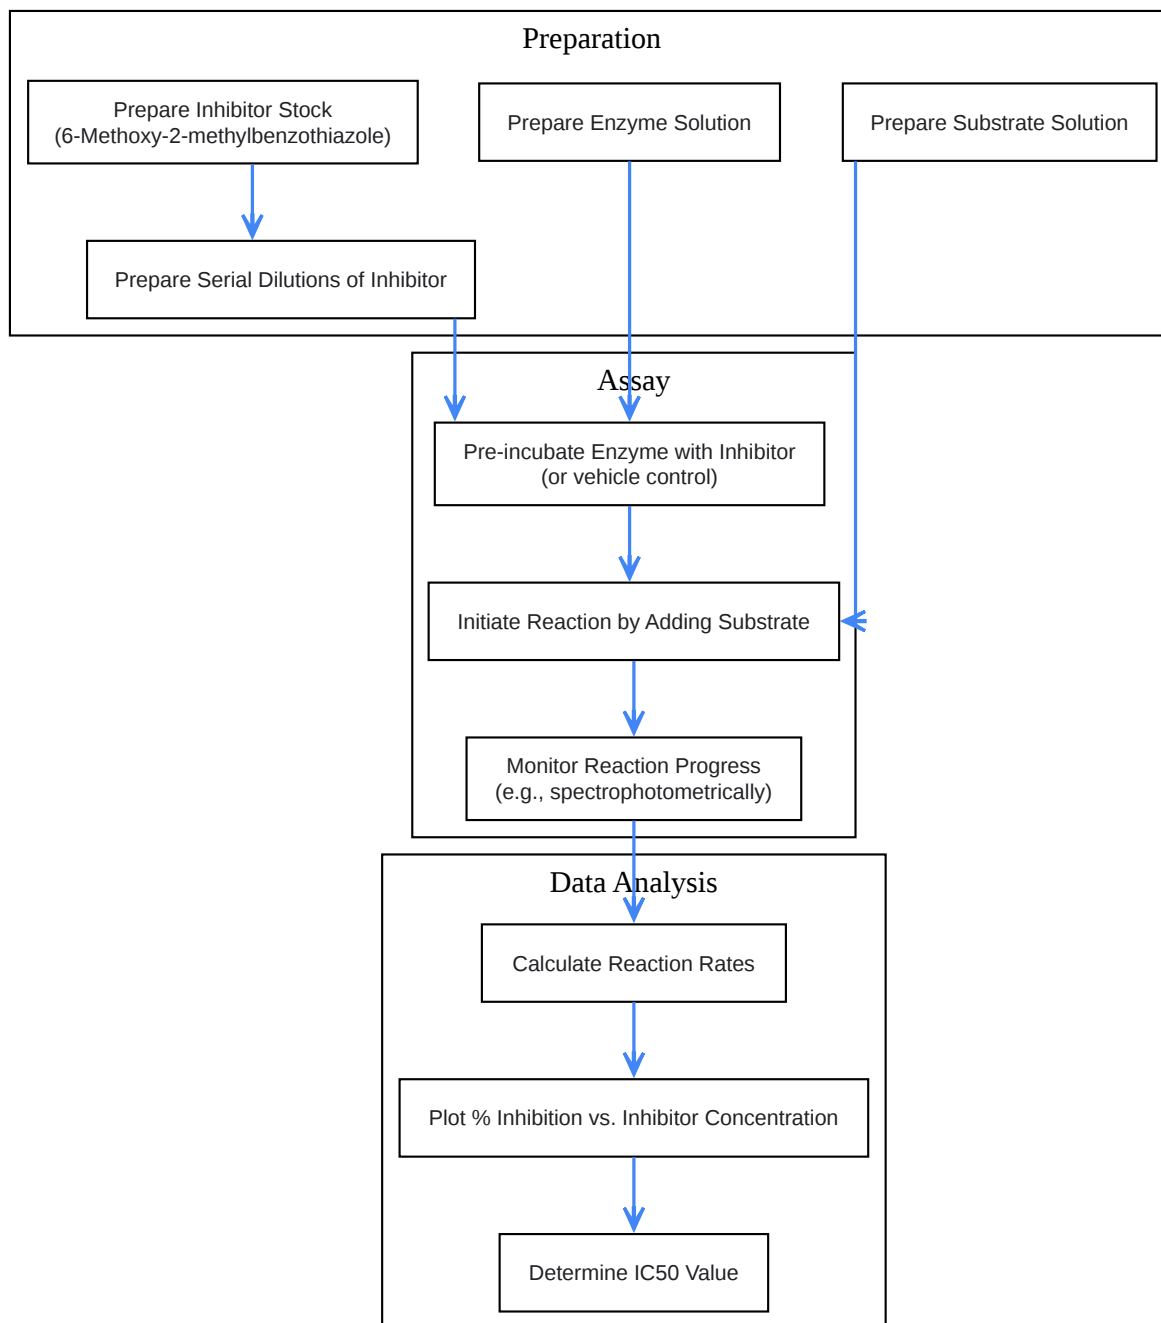 Preparation
Prepare Inhibitor Stock
(6-Methoxy-2-methylbenzothiazole)
Prepare Enzyme Solution
Prepare Substrate Solution
Prepare Serial Dilutions of Inhibitor
Assay
Pre-incubate Enzyme with Inhibitor
(or vehicle control)
Initiate Reaction by Adding Substrate
Monitor Reaction Progress
(e.g., spectrophotometrically)
Data Analysis
Calculate Reaction Rates
Plot % Inhibition vs. Inhibitor Concentration
Determine IC50 Value